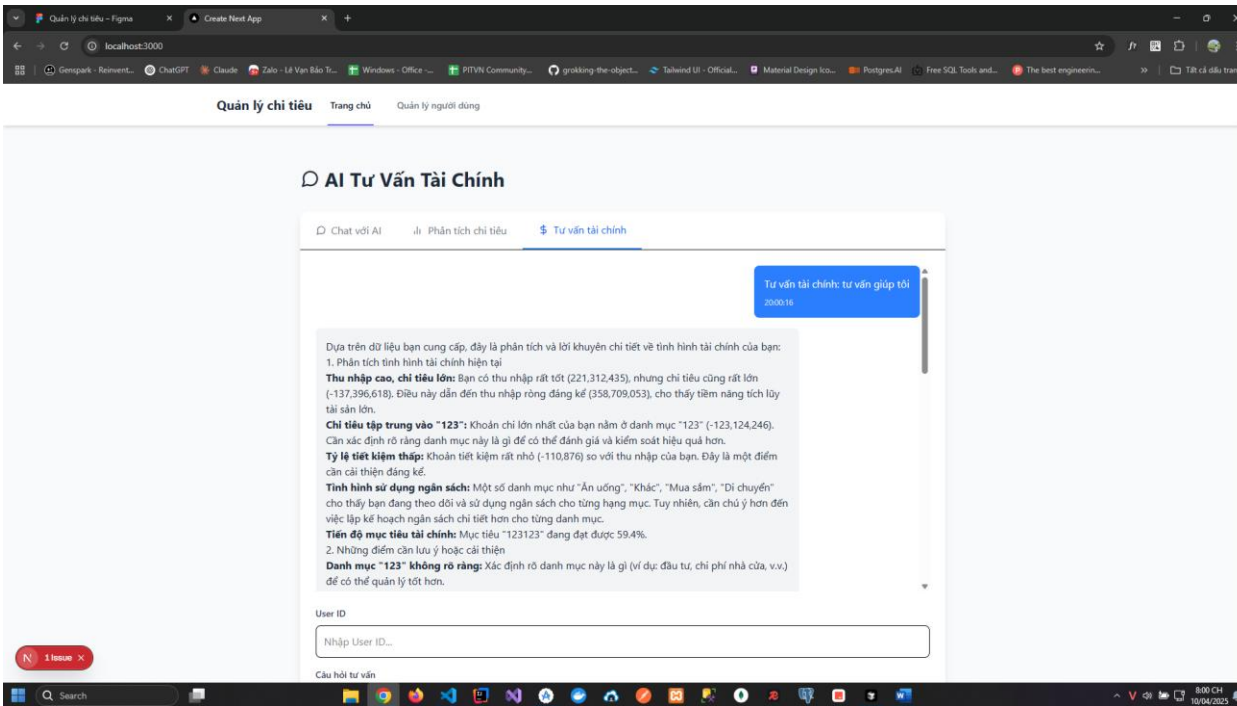 Quản lý chi tiêu – Figma
Create Next App
localhost:3000
Genspark - Reinvent...
ChatGPT
Claude
Zalo - Lê Văn Bảo Tr...
Windows - Office -...
PITVN Community...
grokking-the-object...
Tailwind UI - Official...
Material Design Ico...
Postgres.AI
Free SQL Tools and...
The best engineerin...
Tất cả dấu tran
Quản lý chi tiêu
Trang chủ
Quản lý người dùng
AI Tư Vấn Tài Chính
Chat với AI
Phân tích chi tiêu
$ Tư vấn tài chính
Tư vấn tài chính: tư vấn giúp tôi
20:00:16
Dựa trên dữ liệu bạn cung cấp, đây là phân tích và lời khuyên chi tiết về tình hình tài chính của bạn:
1. Phân tích tình hình tài chính hiện tại
Thu nhập cao, chi tiêu lớn: Bạn có thu nhập rất tốt (221,312,435), nhưng chi tiêu cũng rất lớn
(-137,396,618). Điều này dẫn đến thu nhập ròng đáng kể (358,709,053), cho thấy tiềm năng tích lũy
tài sản lớn.
Chi tiêu tập trung vào "123": Khoản chi lớn nhất của bạn nằm ở danh mục "123" (-123,124,246).
Cần xác định rõ ràng danh mục này là gì để có thể đánh giá và kiểm soát hiệu quả hơn.
Tỷ lệ tiết kiệm thấp: Khoản tiết kiệm rất nhỏ (-110,876) so với thu nhập của bạn. Đây là một điểm
cần cải thiện đáng kể.
Tình hình sử dụng ngân sách: Một số danh mục như "Ăn uống", "Khác", "Mua sắm", "Di chuyển"
cho thấy bạn đang theo dõi và sử dụng ngân sách cho từng hạng mục. Tuy nhiên, cần chú ý hơn đến
việc lập kế hoạch ngân sách chi tiết hơn cho từng danh mục.
Tiến độ mục tiêu tài chính: Mục tiêu "123123" đang đạt được 59.4%.
2. Những điểm cần lưu ý hoặc cải thiện
Danh mục "123" không rõ ràng: Xác định rõ danh mục này là gì (ví dụ: đầu tư, chi phí nhà cửa, v.v.)
để có thể quản lý tốt hơn.
User ID
Nhập User ID...
Câu hỏi tư vấn
N 1 Issue
Search
8:00 CH
10/04/2025